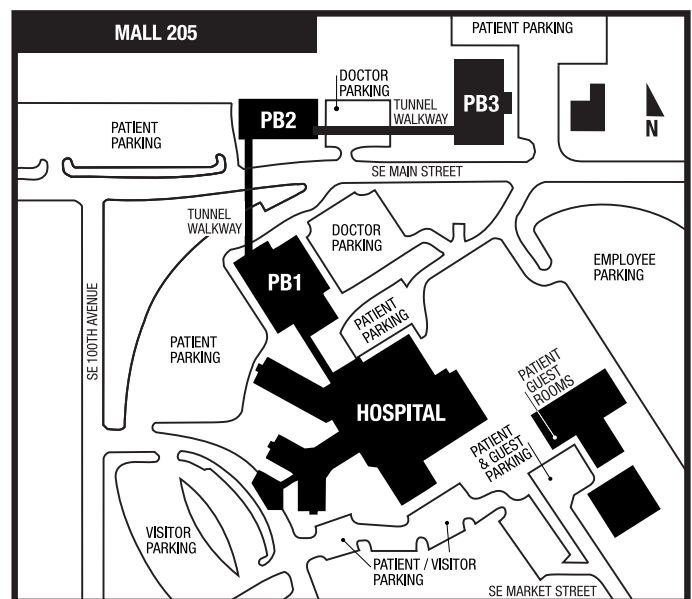 MALL 205
PATIENT PARKING
DOCTOR
PARKING
PB3
PB2
TUNNEL
WALKWAY
PATIENT
PARKING
N
SE MAIN STREET
TUNNEL
WALKWAY
DOCTOR
PARKING
EMPLOYEE
PARKING
PB1
SE 100TH AVENUE
PATIENT
PARKING
PATIENT
PARKING
PATIENT
GUEST
ROOMS
HOSPITAL
PATIENT
& GUEST
PARKING
VISITOR
PARKING
PATIENT / VISITOR
PARKING
SE MARKET STREET